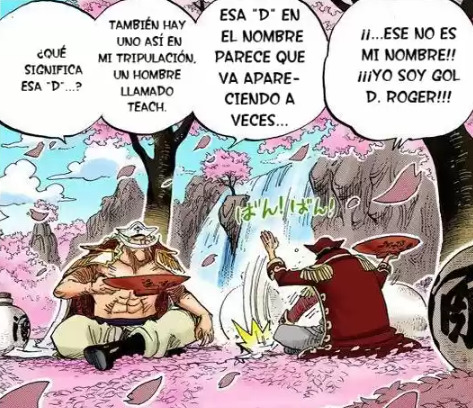 ¡¡...ESE NO ES
MI NOMBRE!!
¡¡¡YO SOY GOL
D. ROGER!!!
ESA "D" EN
EL NOMBRE
PARECE QUE
VA APARE-
CIENDO A
VECES...
TAMBIÉN HAY
UNO ASÍ EN
MI TRIPULACIÓN,
UN HOMBRE
LLAMADO
TEACH.
¿QUÉ
SIGNIFICA
ESA "D"...?
ばん!ばん!
酒